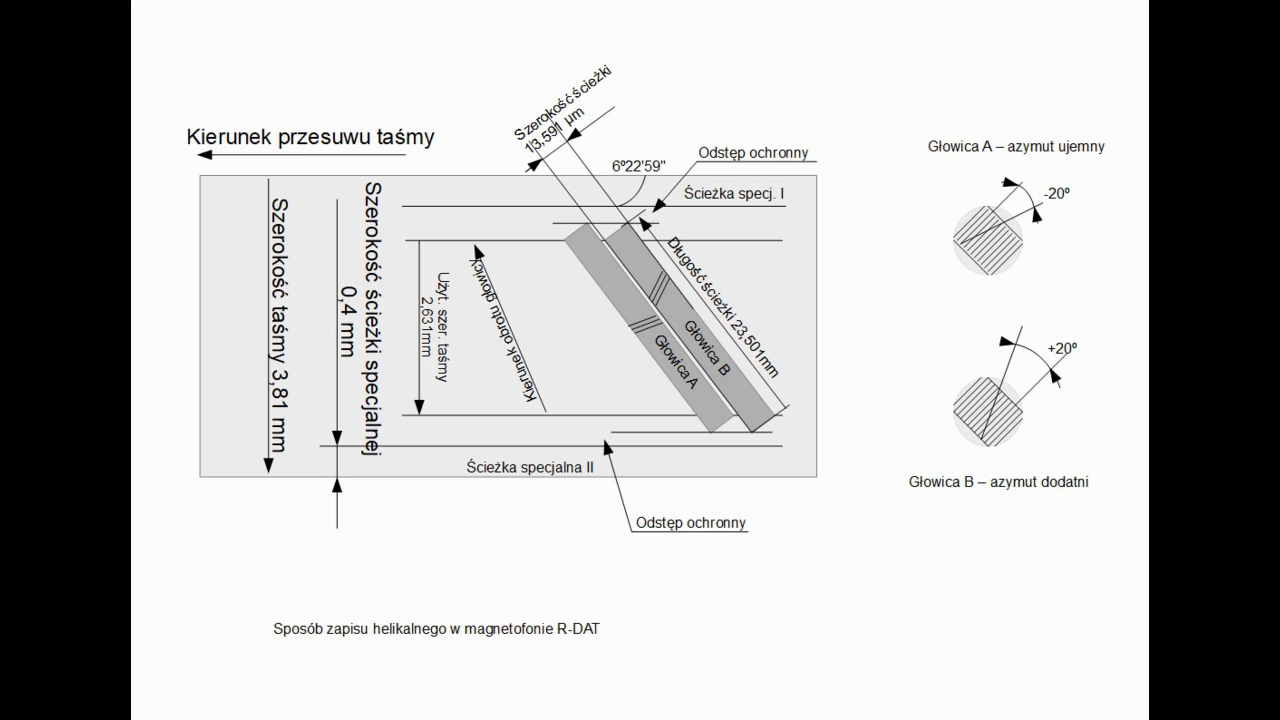 Szerokość ścieżki
13,591 µm
Kierunek przesuwu taśmy
Odstęp ochronny
6º22'59"
Ścieżka specj. I
Szerokość taśmy 3,81 mm
Szerokość ścieżki specjalnej
0,4 mm
Użyt. szer. taśmy
2,631mm
Kierunek obrotu głowicy
Długość ścieżki 23,501mm
Głowica A
Głowica B
Ścieżka specjalna II
Odstęp ochronny
Głowica A – azymut ujemny
-20º
+20º
Głowica B – azymut dodatni
Sposób zapisu helikalnego w magnetofonie R-DAT